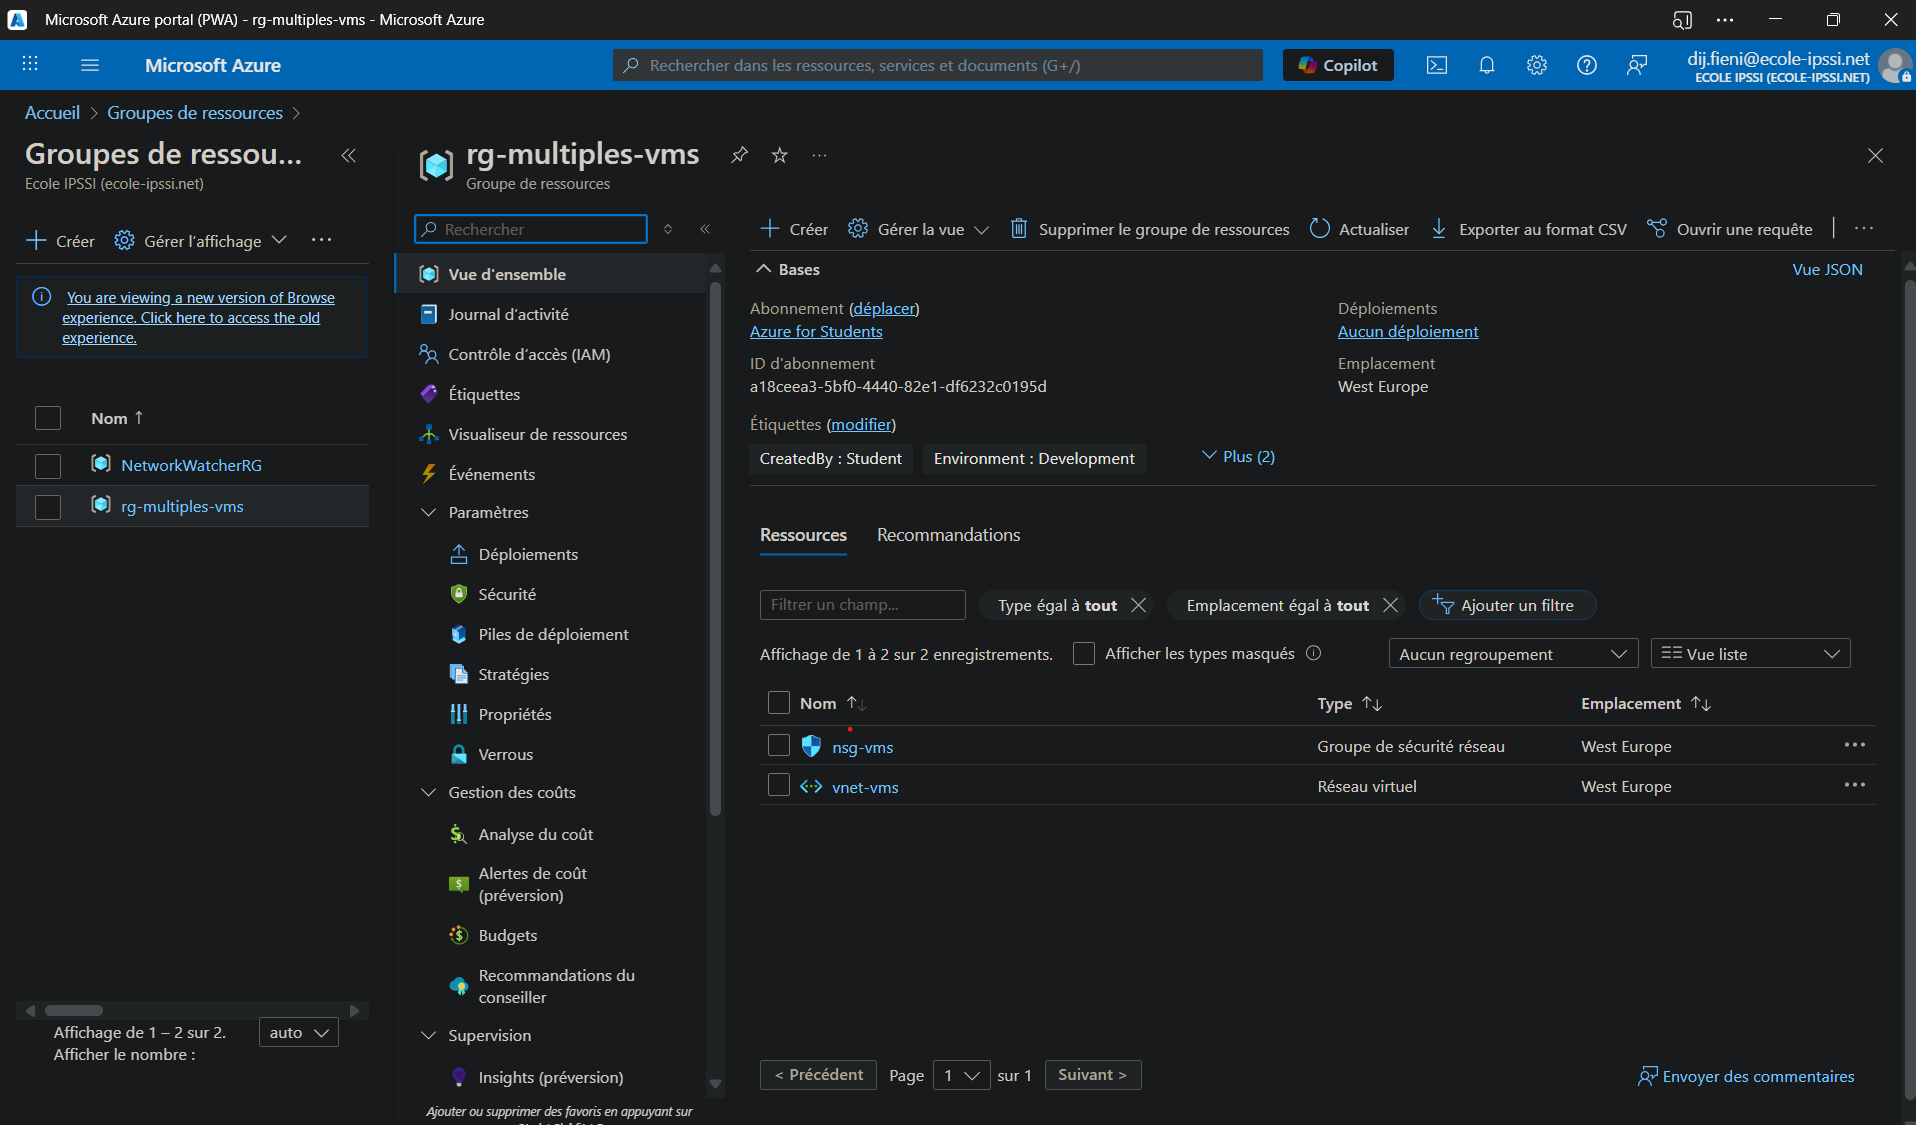 Microsoft Azure portal (PWA) - rg-multiples-vms - Microsoft Azure
Microsoft Azure
Rechercher dans les ressources, services et documents (G+/)
Copilot
dij.fieni@ecole-ipssi.net
ECOLE IPSSI (ECOLE-IPSSI.NET)
Accueil > Groupes de ressources >
Groupes de ressou...
Ecole IPSSI (ecole-ipssi.net)
Créer
Gérer l'affichage
You are viewing a new version of Browse
experience. Click here to access the old
experience.
Nom ↑
NetworkWatcherRG
rg-multiples-vms
Affichage de 1 – 2 sur 2.
Afficher le nombre :
auto
rg-multiples-vms
Groupe de ressources
Rechercher
Vue d'ensemble
Journal d'activité
Contrôle d'accès (IAM)
Étiquettes
Visualiseur de ressources
Événements
Paramètres
Déploiements
Sécurité
Piles de déploiement
Stratégies
Propriétés
Verrous
Gestion des coûts
Analyse du coût
Alertes de coût
(préversion)
Budgets
Recommandations du
conseiller
Supervision
Insights (préversion)
Ajouter ou supprimer des favoris en appuyant sur
Créer
Gérer la vue
Supprimer le groupe de ressources
Actualiser
Exporter au format CSV
Ouvrir une requête
Bases
Vue JSON
Abonnement (déplacer)
Azure for Students
ID d'abonnement
a18ceea3-5bf0-4440-82e1-df6232c0195d
Déploiements
Aucun déploiement
Emplacement
West Europe
Étiquettes (modifier)
CreatedBy : Student
Environment : Development
Plus (2)
Ressources
Recommandations
Filtrer un champ...
Type égal à tout
Emplacement égal à tout
Ajouter un filtre
Affichage de 1 à 2 sur 2 enregistrements.
Afficher les types masqués
Aucun regroupement
Vue liste
Nom ↑↓
Type ↑↓
Emplacement ↑↓
nsg-vms
Groupe de sécurité réseau
West Europe
vnet-vms
Réseau virtuel
West Europe
< Précédent
Page
1
sur 1
Suivant >
Envoyer des commentaires